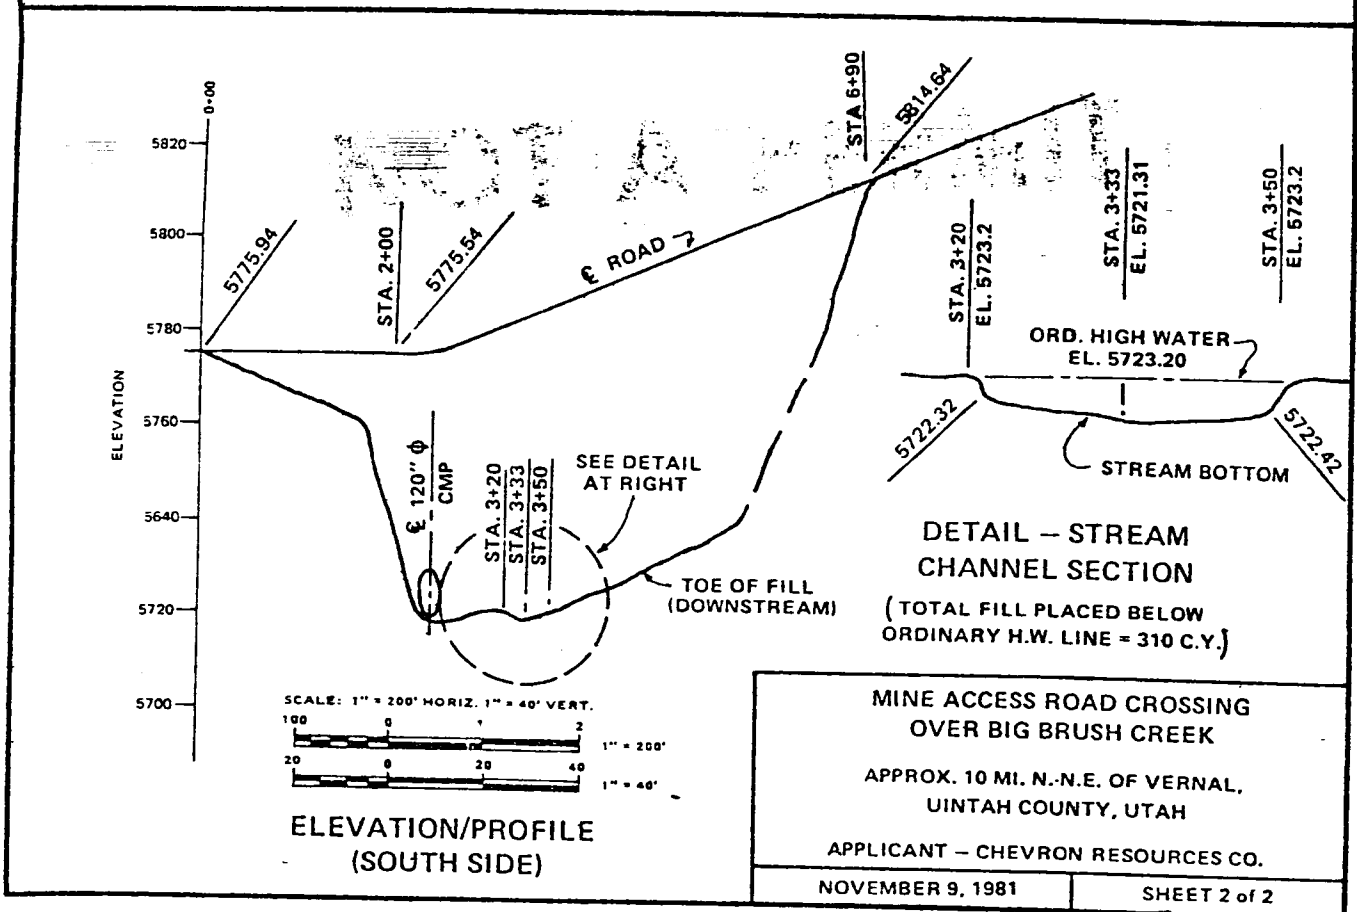 0+00
5820
5800
5780
5760
5640
5720
5700
ELEVATION
5775.94
STA. 2+00
5775.54
℄ ROAD
STA 6+90
5814.64
NOT A
℄ 120" ϕ
CMP
STA. 3+20
STA. 3+33
STA. 3+50
SEE DETAIL
AT RIGHT
TOE OF FILL
(DOWNSTREAM)
STA. 3+20
EL. 5723.2
STA. 3+33
EL. 5721.31
STA. 3+50
EL. 5723.2
ORD. HIGH WATER
EL. 5723.20
5722.32
5722.42
STREAM BOTTOM
DETAIL – STREAM
CHANNEL SECTION
(TOTAL FILL PLACED BELOW
ORDINARY H.W. LINE = 310 C.Y.)
SCALE: 1" = 200' HORIZ. 1" = 40' VERT.
100 0 1 2
1" = 200'
20 0 20 40
1" = 40'
ELEVATION/PROFILE
(SOUTH SIDE)
MINE ACCESS ROAD CROSSING
OVER BIG BRUSH CREEK
APPROX. 10 MI. N.-N.E. OF VERNAL,
UINTAH COUNTY, UTAH
APPLICANT – CHEVRON RESOURCES CO.
NOVEMBER 9, 1981
SHEET 2 of 2